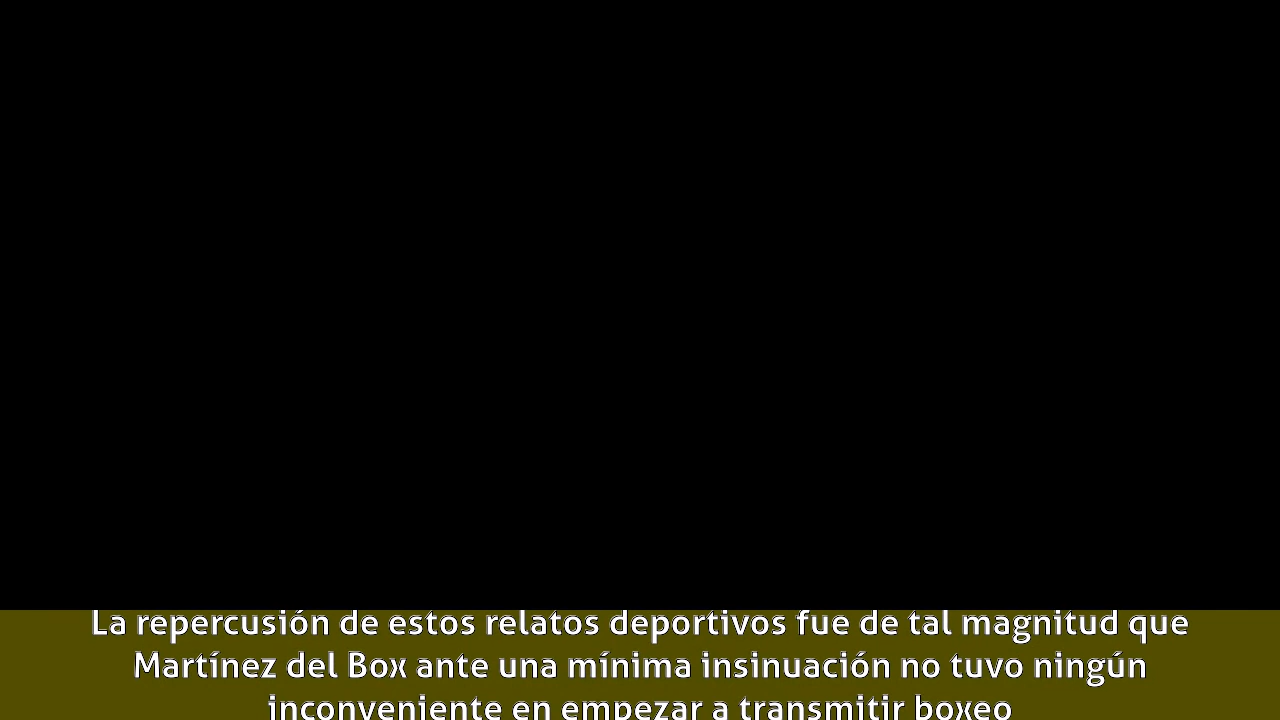 La repercusión de estos relatos deportivos fue de tal magnitud que
Martínez del Box ante una mínima insinuación no tuvo ningún
inconveniente en empezar a transmitir boxeo